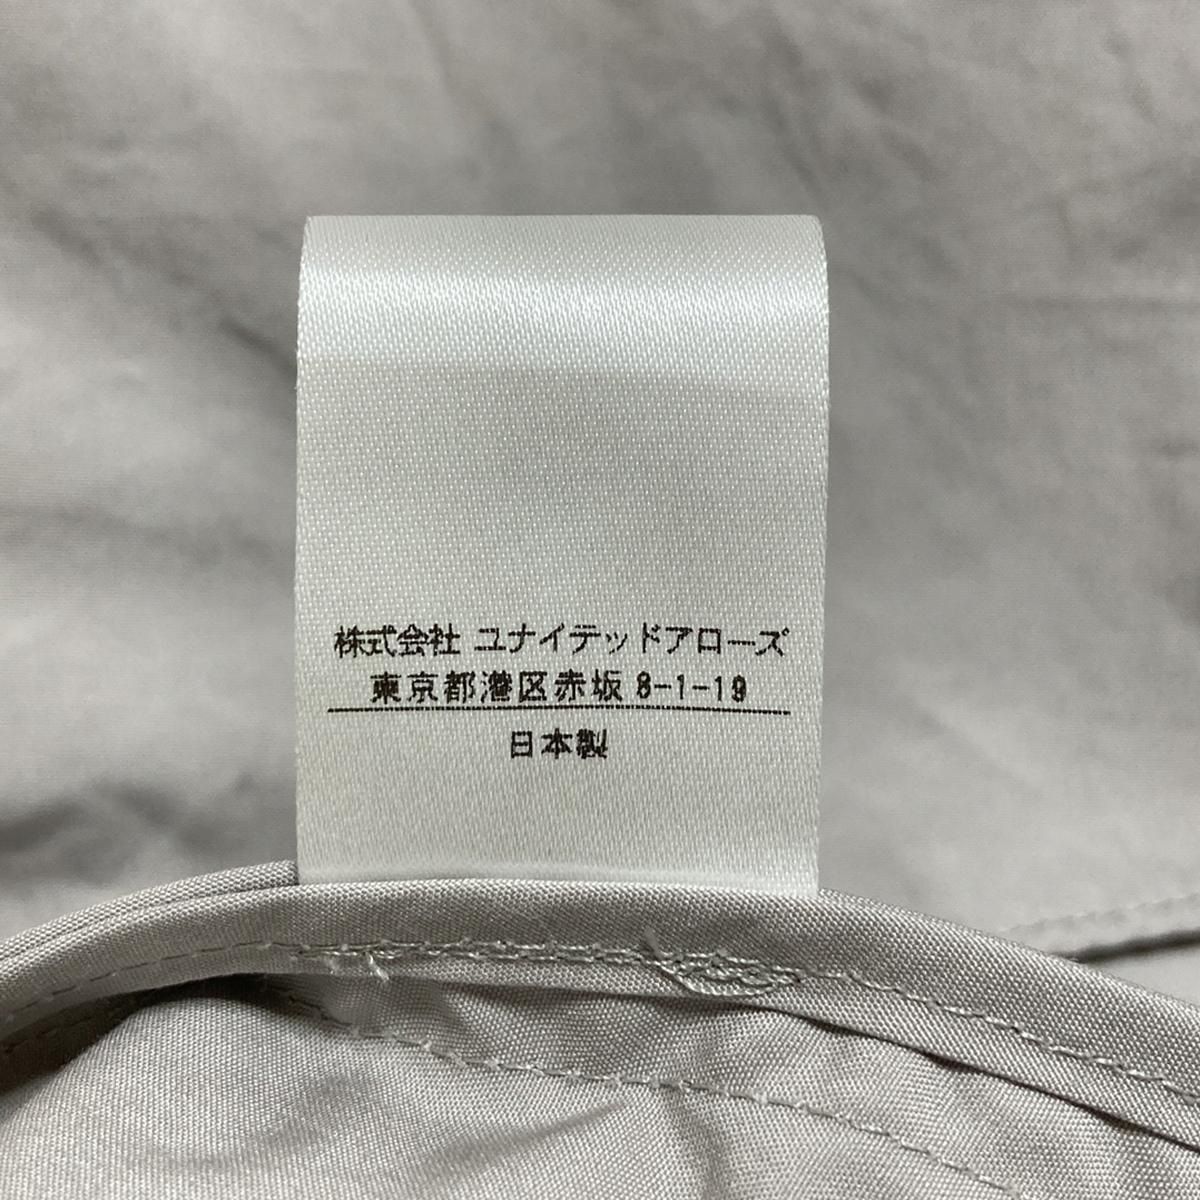 株式会社 ユナイテッドアローズ
東京都港区赤坂 8-1-19
日本製